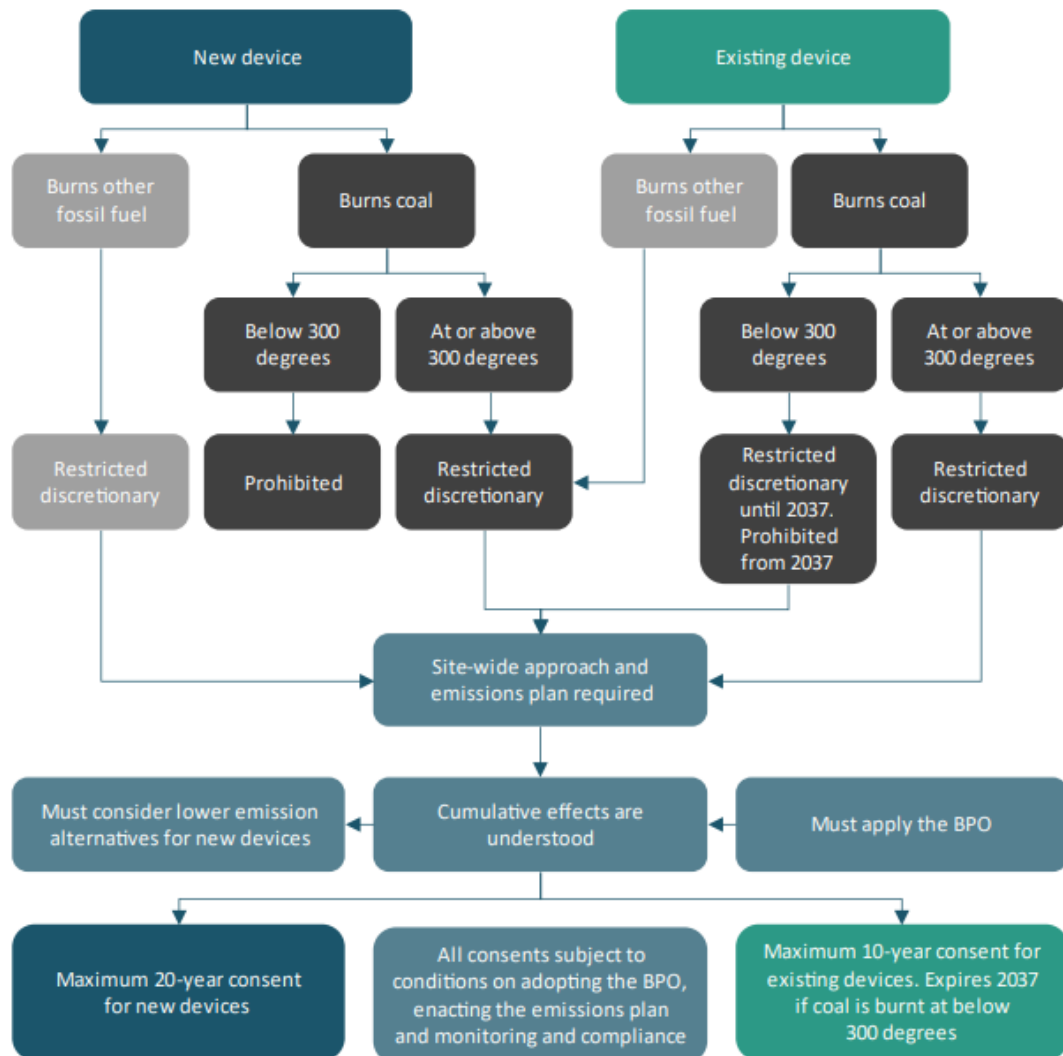 New device
Existing device
Burns other
fossil fuel
Burns coal
Burns other
fossil fuel
Burns coal
Below 300
degrees
At or above
300 degrees
Below 300
degrees
At or above
300 degrees
Restricted
discretionary
Prohibited
Restricted
discretionary
Restricted
discretionary
until 2037.
Prohibited
from 2037
Restricted
discretionary
Site-wide approach and
emissions plan required
Must consider lower emission
alternatives for new devices
Cumulative effects are
understood
Must apply the BPO
Maximum 20-year consent
for new devices
All consents subject to
conditions on adopting the BPO,
enacting the emissions plan
and monitoring and compliance
Maximum 10-year consent for
existing devices. Expires 2037
if coal is burnt at below
300 degrees